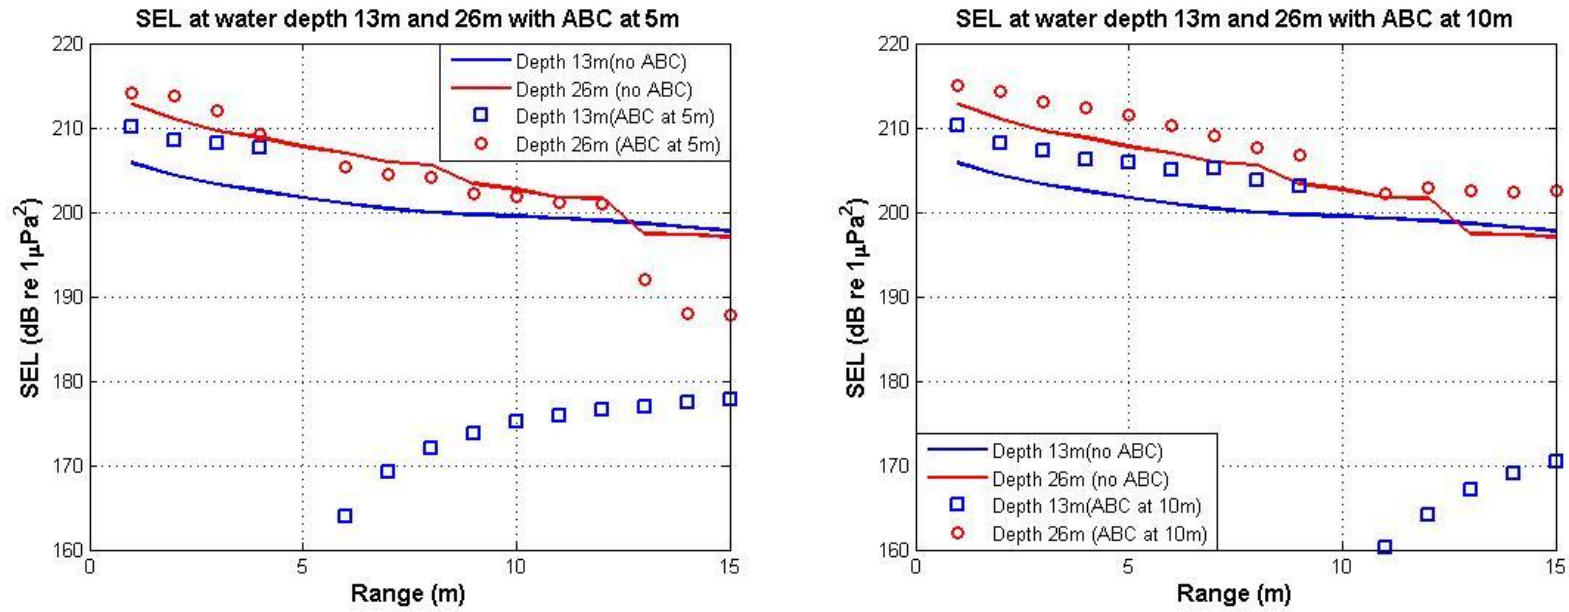 SEL at water depth 13m and 26m with ABC at 5m
220
210
200
190
180
170
160
0
5
10
15
SEL (dB re 1μPa²)
Range (m)
Depth 13m(no ABC)
Depth 26m (no ABC)
Depth 13m(ABC at 5m)
Depth 26m (ABC at 5m)
SEL at water depth 13m and 26m with ABC at 10m
220
210
200
190
180
170
160
0
5
10
15
SEL (dB re 1μPa²)
Range (m)
Depth 13m(no ABC)
Depth 26m (no ABC)
Depth 13m(ABC at 10m)
Depth 26m (ABC at 10m)